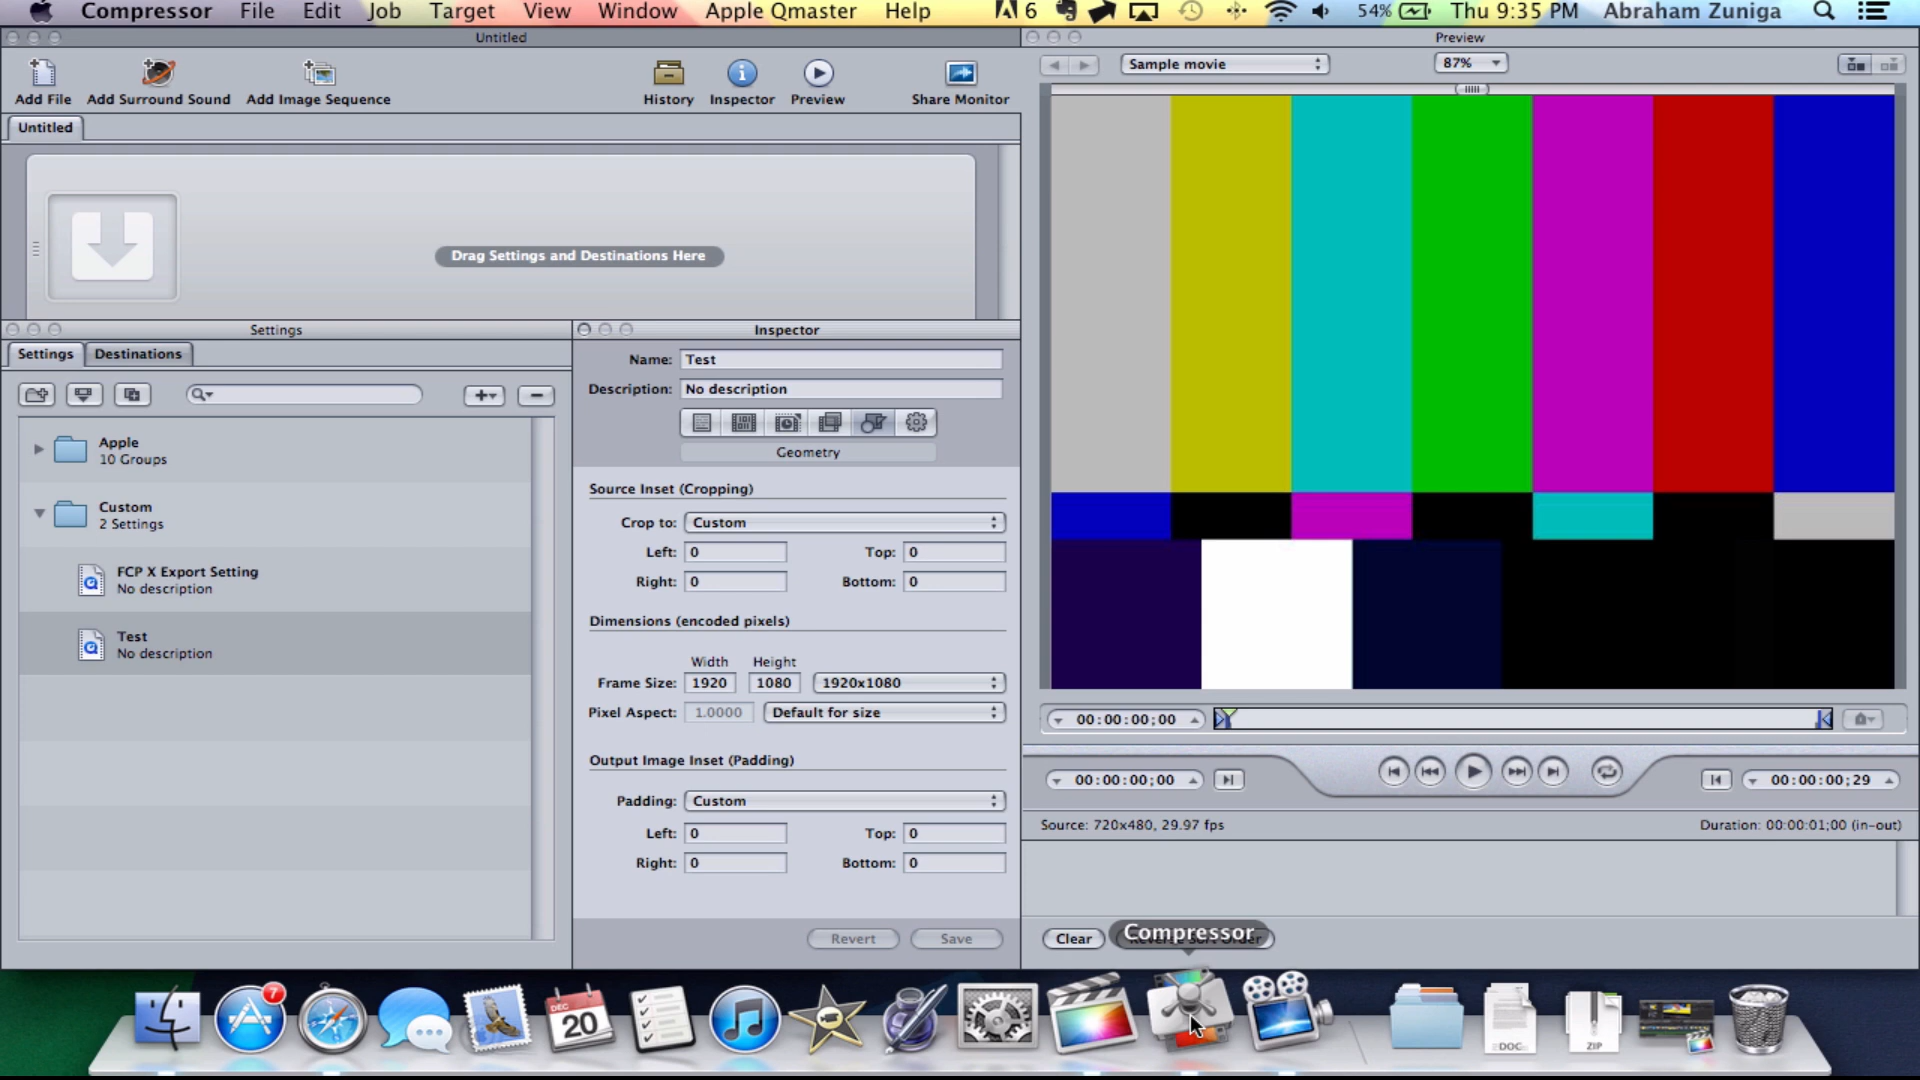 Compressor File Edit Job Target View Window Apple Qmaster Help 6 54% Thu 9:35 PM Abraham Zuniga
Untitled
Add File Add Surround Sound Add Image Sequence History Inspector Preview Share Monitor
Untitled
Drag Settings and Destinations Here
Settings
Settings Destinations
Apple
10 Groups
Custom
2 Settings
FCP X Export Setting
No description
Test
No description
Inspector
Name: Test
Description: No description
Geometry
Source Inset (Cropping)
Crop to: Custom
Left: 0 Top: 0
Right: 0 Bottom: 0
Dimensions (encoded pixels)
Width Height
Frame Size: 1920 1080 1920x1080
Pixel Aspect: 1.0000 Default for size
Output Image Inset (Padding)
Padding: Custom
Left: 0 Top: 0
Right: 0 Bottom: 0
Revert Save
Preview
Sample movie 87%
00:00:00;00
00:00:00;00 00:00:00;29
Source: 720x480, 29.97 fps Duration: 00:00:01;00 (in-out)
Clear Reverse Sort Order
Compressor
7
DEC
20
DOC
ZIP